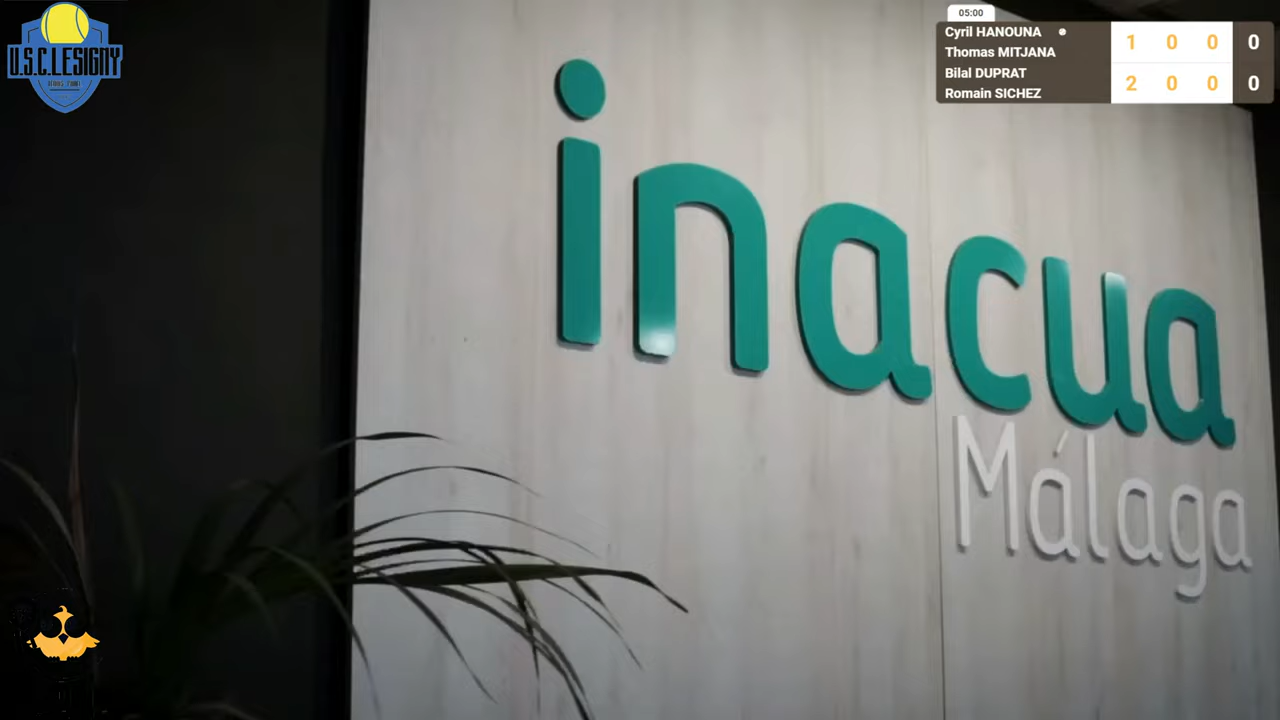 U.S.C.LESIGNY
05:00
Cyril HANOUNA
Thomas MITJANA
1 0 0 0
Bilal DUPRAT
Romain SICHEZ
2 0 0 0
inacua
Málaga